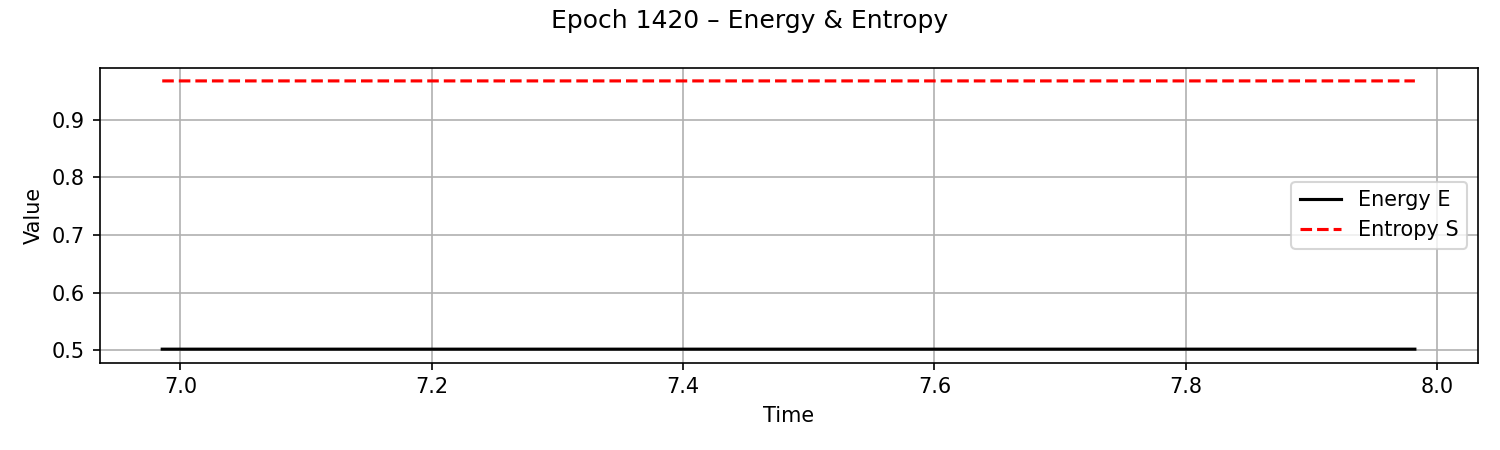 Epoch 1420 – Energy & Entropy
0.9
0.8
0.7
0.6
0.5
Value
Energy E
Entropy S
7.0 7.2 7.4 7.6 7.8 8.0
Time